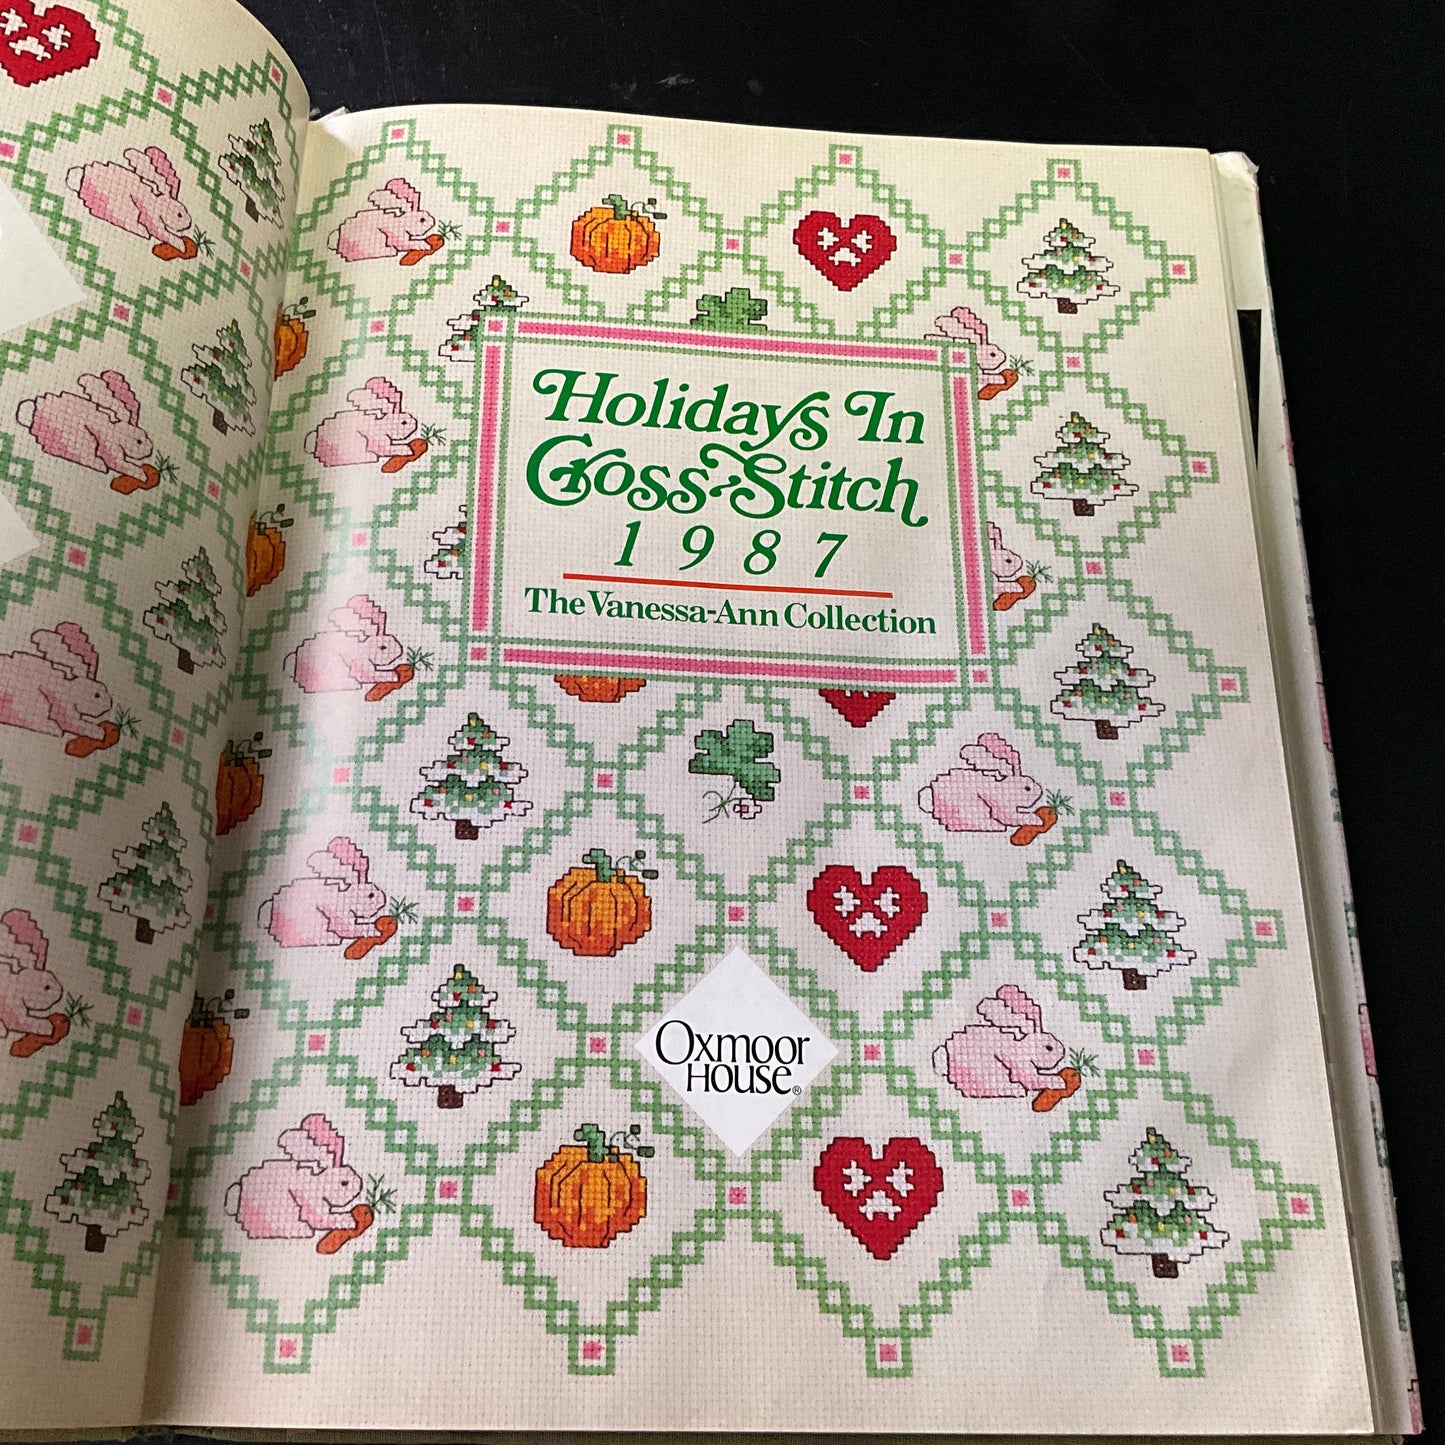 Holidays In
Cross-Stitch
1987
The Vanessa-Ann Collection
OXMOOR
HOUSE®